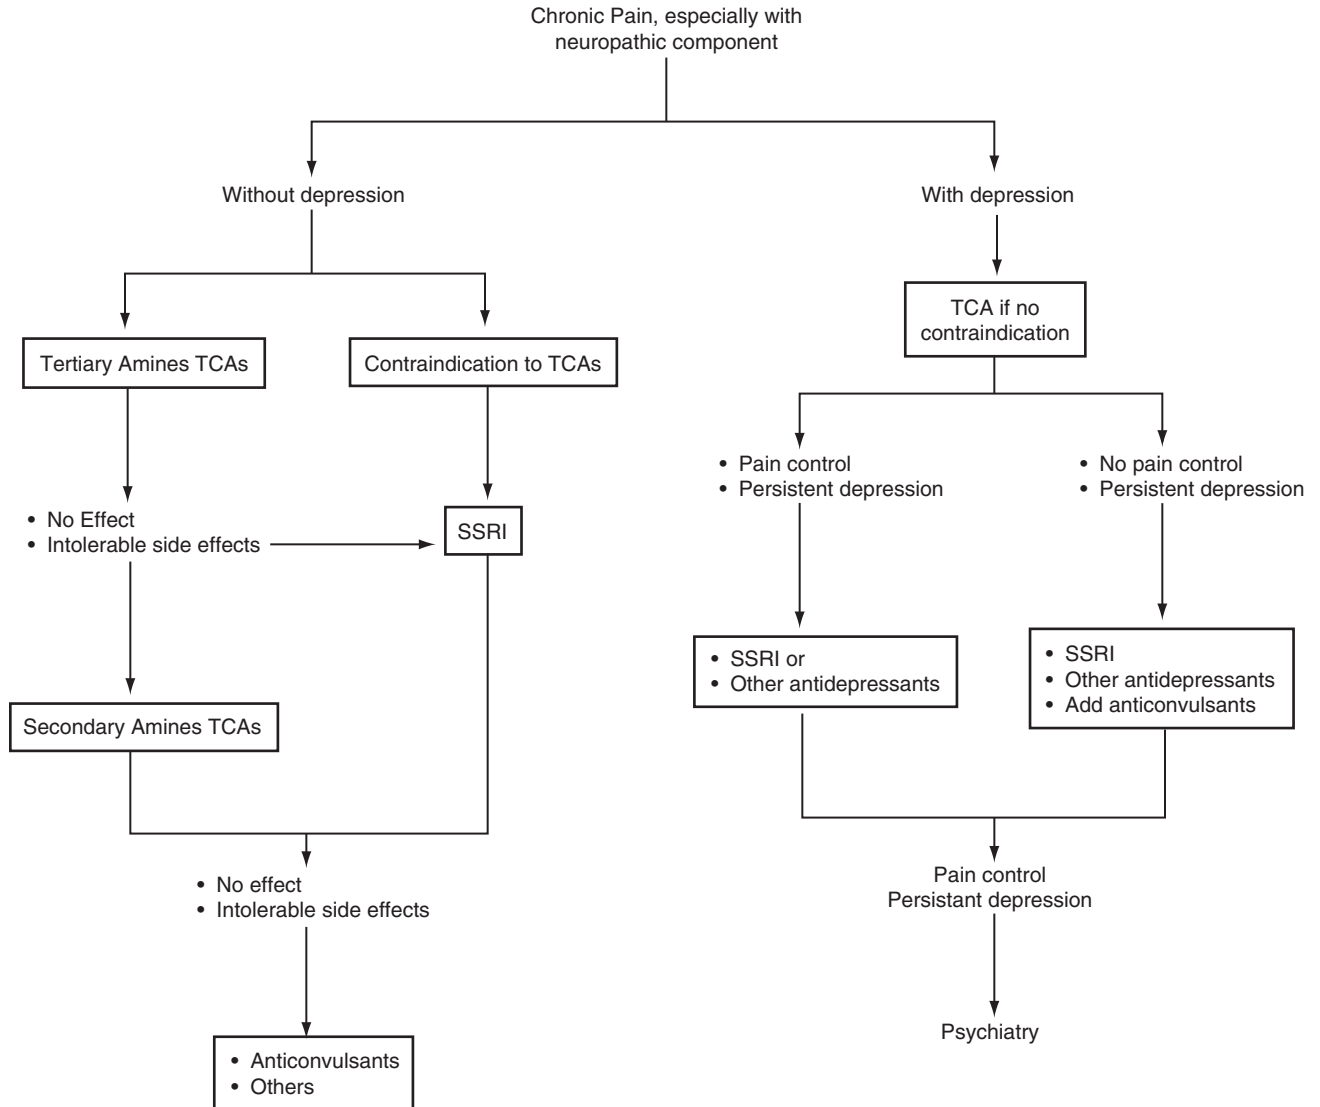 Chronic Pain, especially with
neuropathic component
Without depression
With depression
TCA if no
contraindication
Tertiary Amines TCAs
Contraindication to TCAs
• Pain control
• Persistent depression
• No pain control
• Persistent depression
• No Effect
• Intolerable side effects
SSRI
• SSRI or
• Other antidepressants
• SSRI
• Other antidepressants
• Add anticonvulsants
Secondary Amines TCAs
• No effect
• Intolerable side effects
Pain control
Persistant depression
Psychiatry
• Anticonvulsants
• Others